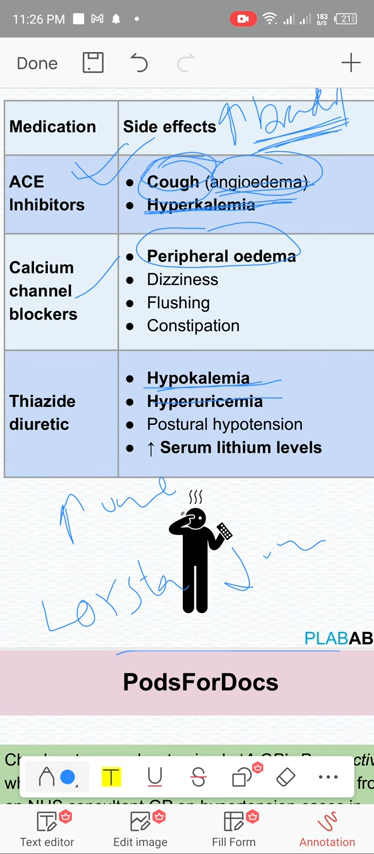 11:26 PM
183
B/S
21
Done
Medication Side effects
ACE
Inhibitors
● Cough (angioedema)
● Hyperkalemia
Calcium
channel
blockers
● Peripheral oedema
● Dizziness
● Flushing
● Constipation
Thiazide
diuretic
● Hypokalemia
● Hyperuricemia
● Postural hypotension
● ↑ Serum lithium levels
PLABAB
PodsForDocs
Text editor Edit image Fill Form Annotation